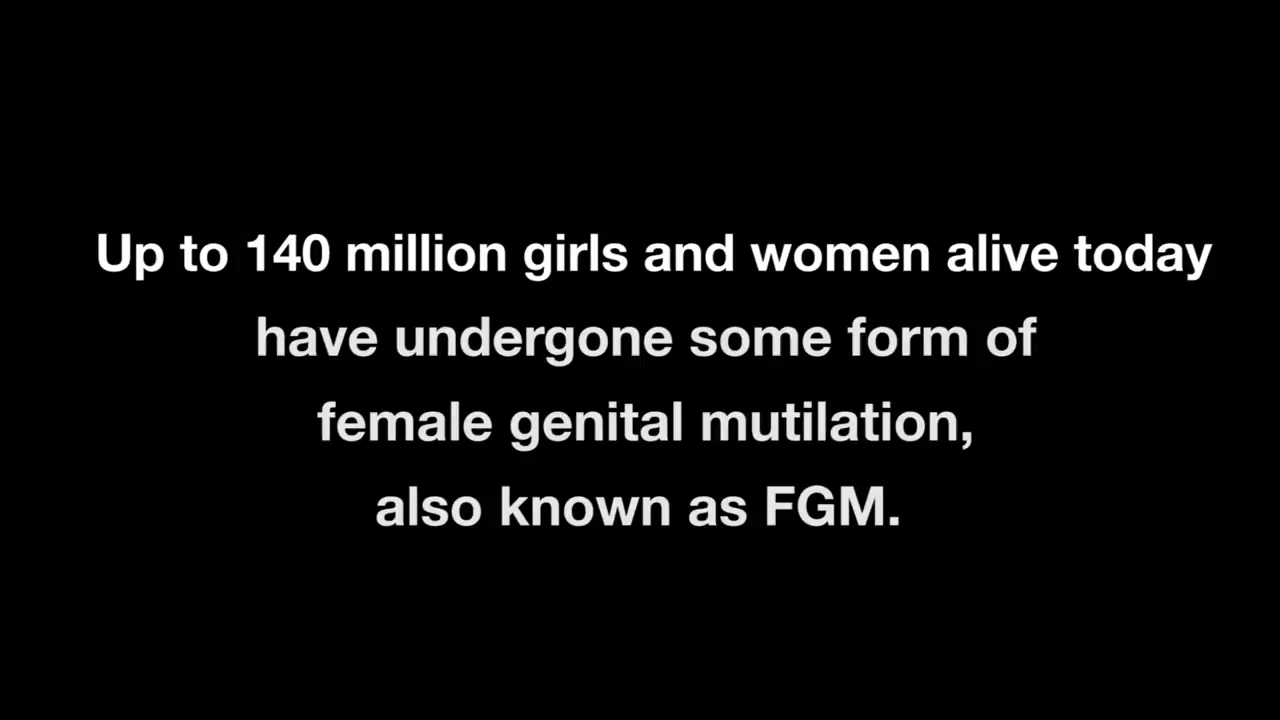 Up to 140 million girls and women alive today
have undergone some form of
female genital mutilation,
also known as FGM.